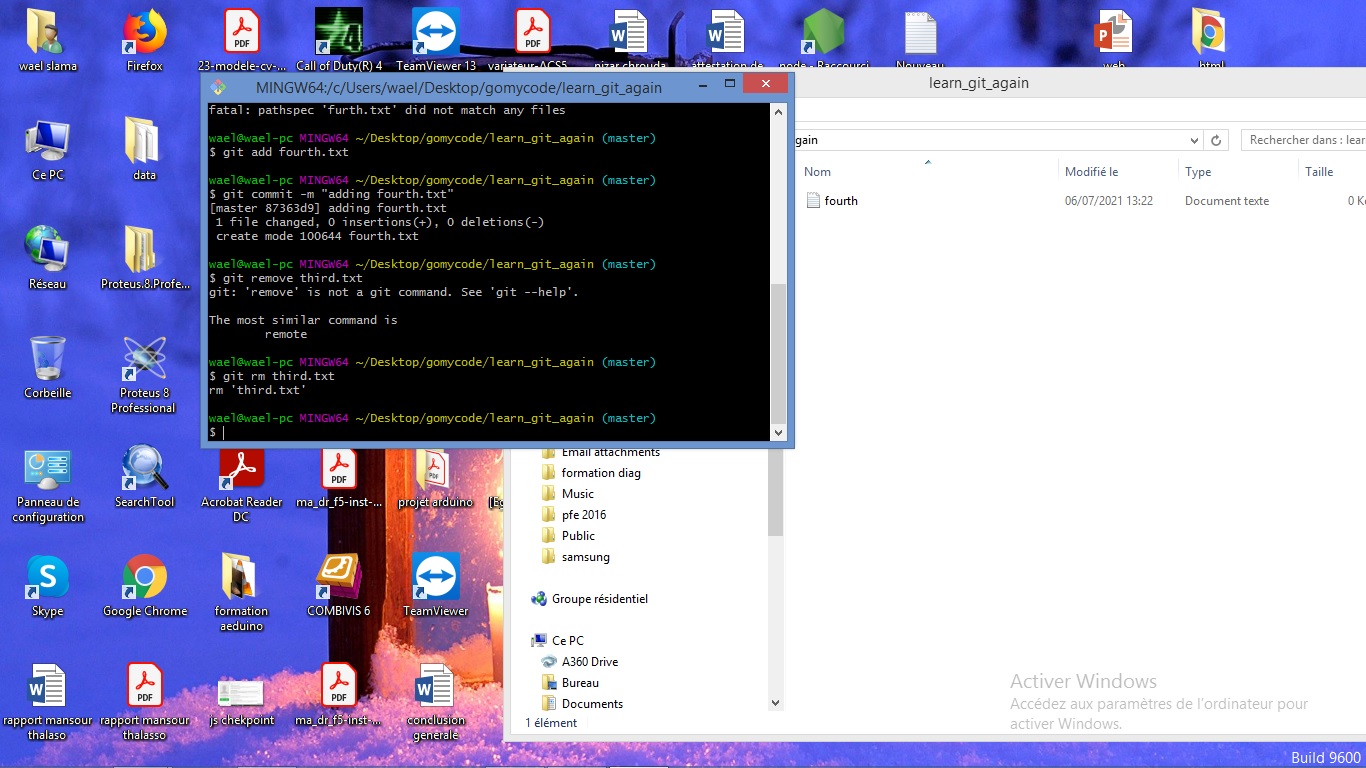 wael slama
Firefox
23-modele-cv-...
Call of Duty(R) 4
TeamViewer 13
variateur-ACS5...
nizar chrouda
attestation de
node - Raccourci
Nouveau
web
html
MINGW64:/c/Users/wael/Desktop/gomycode/learn_git_again
fatal: pathspec 'furth.txt' did not match any files
wael@wael-pc MINGW64 ~/Desktop/gomycode/learn_git_again (master)
$ git add fourth.txt
wael@wael-pc MINGW64 ~/Desktop/gomycode/learn_git_again (master)
$ git commit -m "adding fourth.txt"
[master 87363d9] adding fourth.txt
1 file changed, 0 insertions(+), 0 deletions(-)
create mode 100644 fourth.txt
wael@wael-pc MINGW64 ~/Desktop/gomycode/learn_git_again (master)
$ git remove third.txt
git: 'remove' is not a git command. See 'git --help'.
The most similar command is
remote
wael@wael-pc MINGW64 ~/Desktop/gomycode/learn_git_again (master)
$ git rm third.txt
rm 'third.txt'
wael@wael-pc MINGW64 ~/Desktop/gomycode/learn_git_again (master)
$
learn_git_again
gain
Rechercher dans : lear
Nom
Modifié le
Type
Taille
fourth
06/07/2021 13:22
Document texte
0 K
Ce PC
data
Réseau
Proteus.8.Profe...
Corbeille
Proteus 8
Professional
Panneau de
configuration
SearchTool
Acrobat Reader
DC
ma_dr_f5-inst-...
projet arduino
Skype
Google Chrome
formation
aeduino
COMBIVIS 6
TeamViewer
rapport mansour
thalaso
rapport mansour
thalasso
js chekpoint
ma_dr_f5-inst-...
conclusion
generalé
Email attachments
formation diag
Music
pfe 2016
Public
samsung
Groupe résidentiel
Ce PC
A360 Drive
Bureau
Documents
1 élément
Activer Windows
Accédez aux paramètres de l'ordinateur pour
activer Windows.
Build 9600